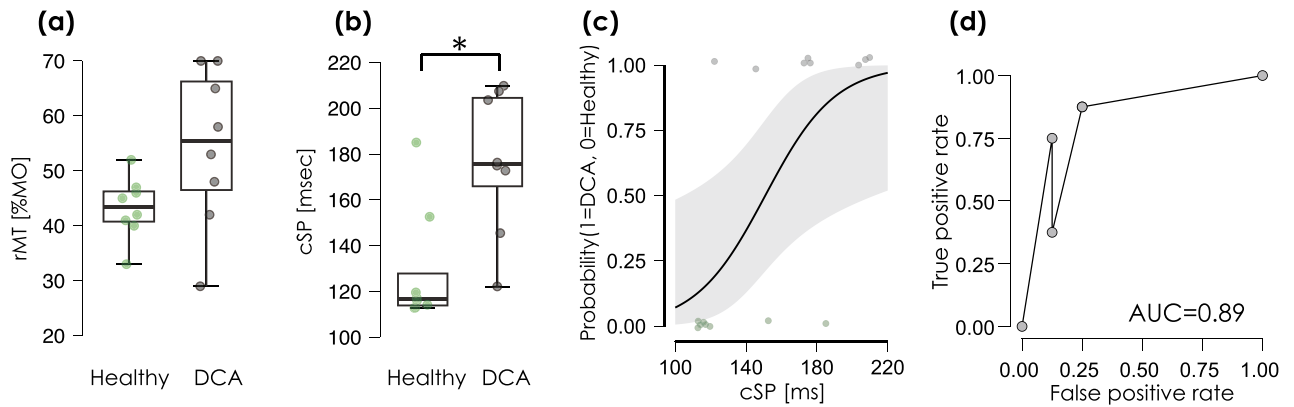 (a)
rMT [%MO]
70
60
50
40
30
20
Healthy DCA
(b)
*
cSP [msec]
220
200
180
160
140
120
100
Healthy DCA
(c)
Probability(1=DCA, 0=Healthy)
1.00
0.75
0.50
0.25
0.00
100 140 180 220
cSP [ms]
(d)
True positive rate
1.00
0.75
0.50
0.25
0.00
AUC=0.89
0.00 0.25 0.50 0.75 1.00
False positive rate